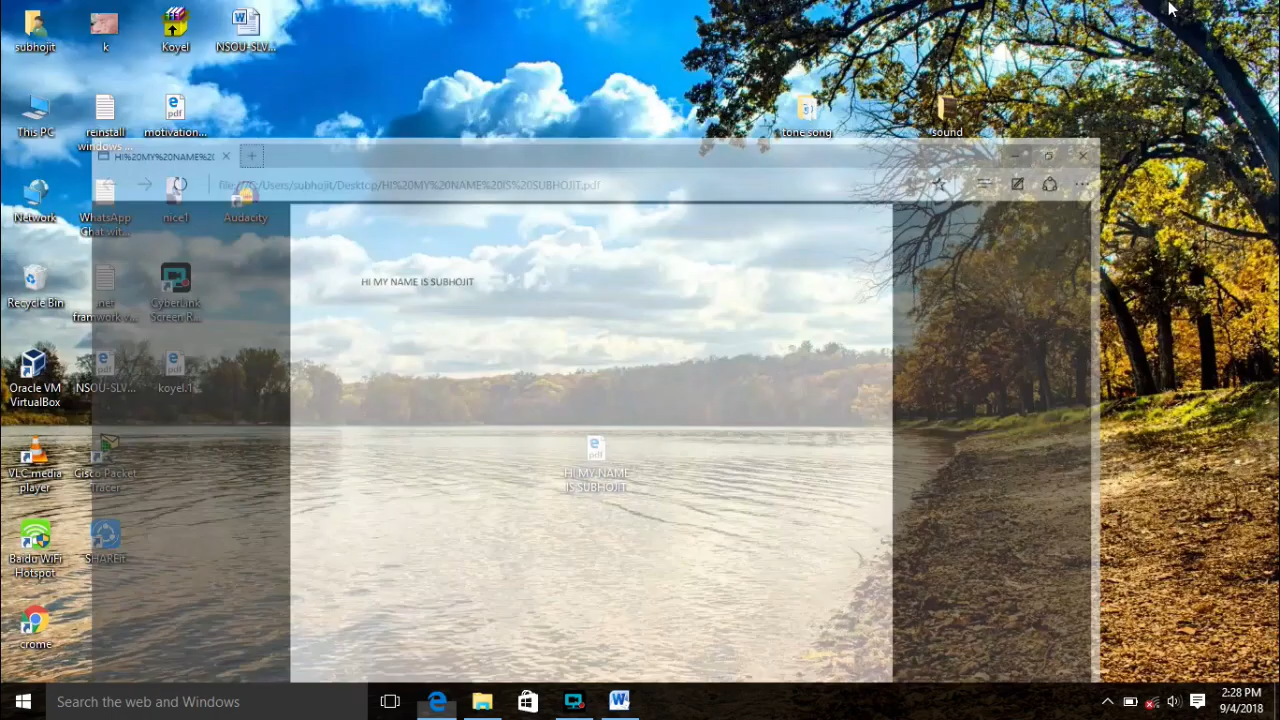 subhojit
k
Koyel
NSOU-SLV...
This PC
reinstall
windows ...
motivation...
tone song
sound
HI%20MY%20NAME%20I
file:///C:/Users/subhojit/Desktop/HI%20MY%20NAME%20IS%20SUBHOJIT.pdf
Network
WhatsApp
Chat wit...
nice1
Audacity
HI MY NAME IS SUBHOJIT
Recycle Bin
.net
framwork v...
CyberLink
Screen R...
Oracle VM
VirtualBox
NSOU-SLV...
koyel.1...
VLC media
player
Cisco Packet
Tracer
HI MY NAME
IS SUBHOJIT
Baidu WiFi
Hotspot
SHAREit
crome
Search the web and Windows
2:28 PM
9/4/2018